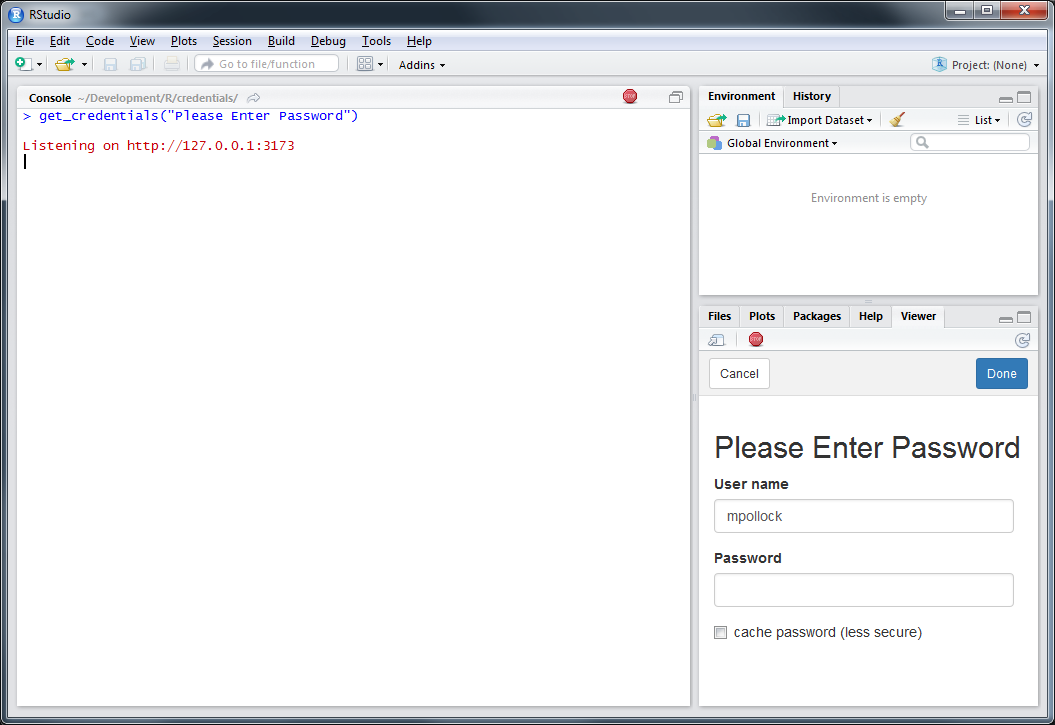 RStudio
File Edit Code View Plots Session Build Debug Tools Help
Go to file/function Addins Project: (None)
Console ~/Development/R/credentials/ STOP
> get_credentials("Please Enter Password")
Listening on http://127.0.0.1:3173
Environment History
Import Dataset List
Global Environment
Environment is empty
Files Plots Packages Help Viewer
STOP
Cancel Done
Please Enter Password
User name
mpollock
Password
cache password (less secure)